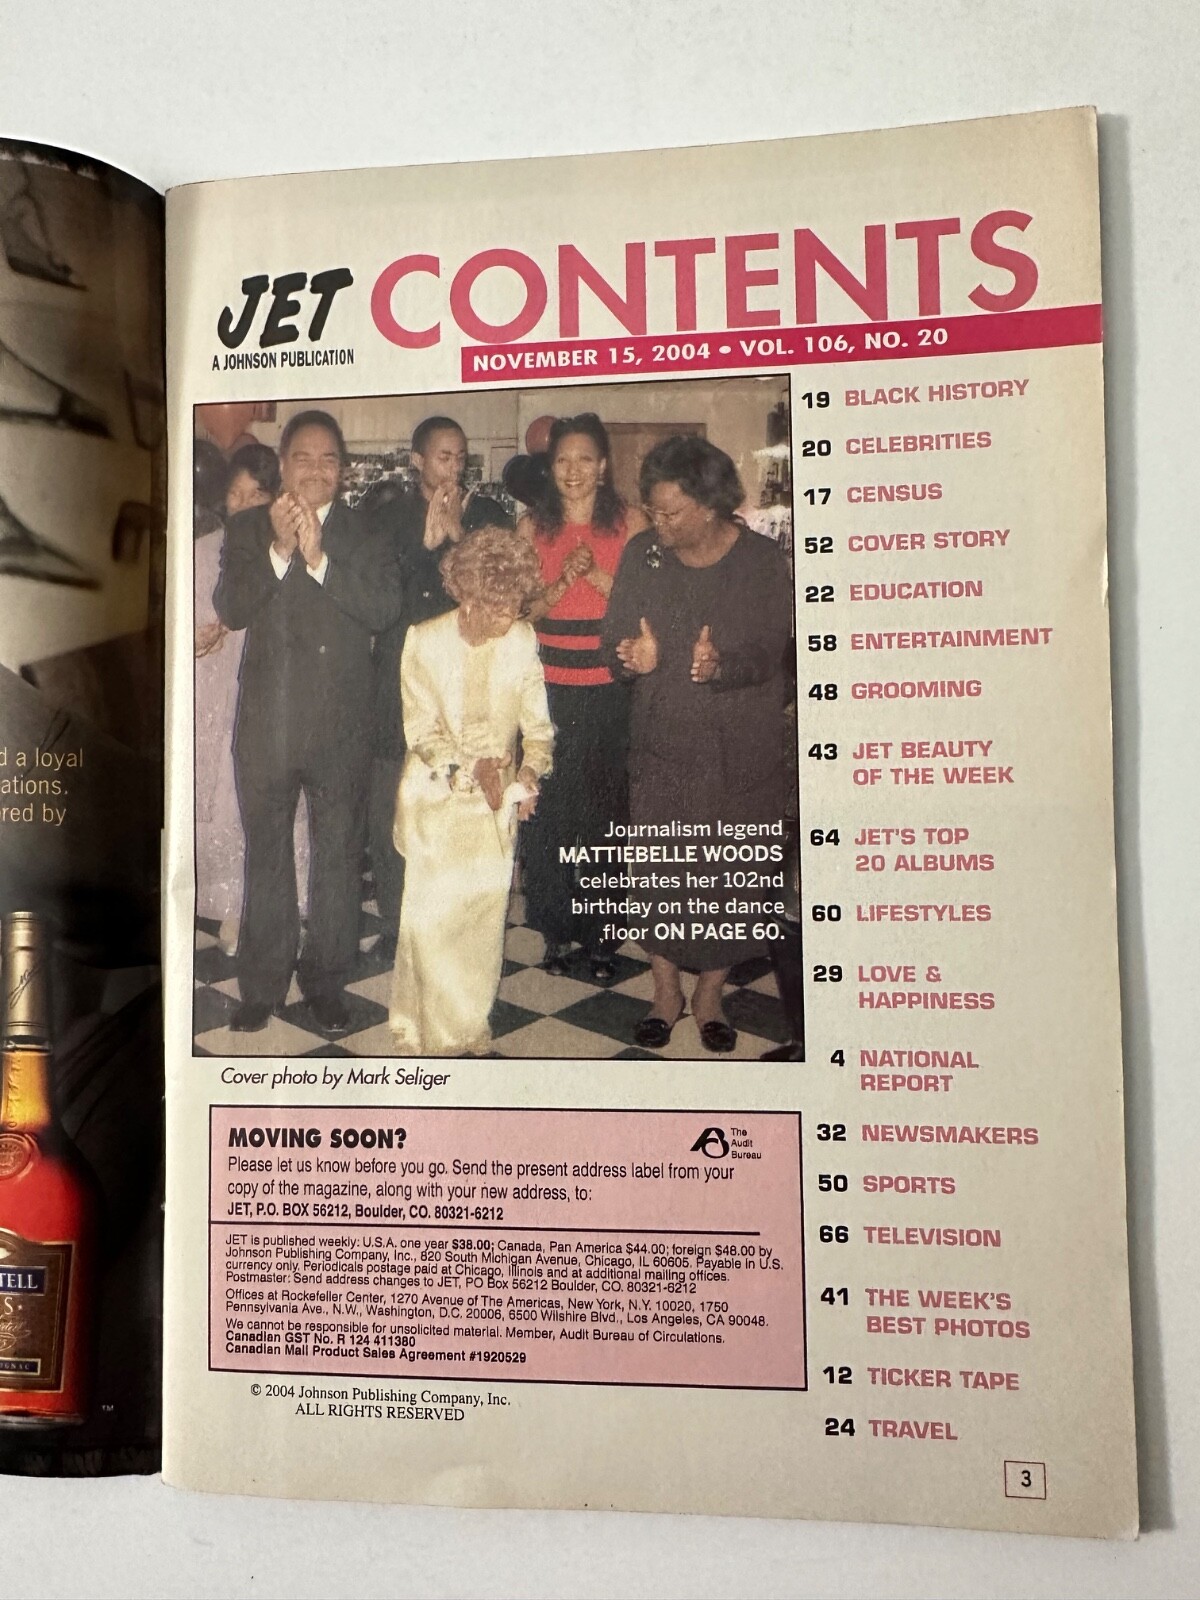 d a loyal
ations.
red by
TELL
S
COGNAC
™
JET
A JOHNSON PUBLICATION
CONTENTS
NOVEMBER 15, 2004 • VOL. 106, NO. 20
Journalism legend
MATTIEBELLE WOODS
celebrates her 102nd
birthday on the dance
floor ON PAGE 60.
Cover photo by Mark Seliger
MOVING SOON?
The
Audit
Bureau
Please let us know before you go. Send the present address label from your
copy of the magazine, along with your new address, to:
JET, P.O. BOX 56212, Boulder, CO. 80321-6212
JET is published weekly: U.S.A. one year $38.00; Canada, Pan America $44.00; foreign $48.00 by
Johnson Publishing Company, Inc., 820 South Michigan Avenue, Chicago, IL 60605. Payable in U.S.
currency only. Periodicals postage paid at Chicago, Illinois and at additional mailing offices.
Postmaster: Send address changes to JET, PO Box 56212 Boulder, CO. 80321-6212
Offices at Rockefeller Center, 1270 Avenue of The Americas, New York, N.Y. 10020, 1750
Pennsylvania Ave., N.W., Washington, D.C. 20006, 6500 Wilshire Blvd., Los Angeles, CA 90048.
We cannot be responsible for unsolicited material. Member, Audit Bureau of Circulations.
Canadian GST No. R 124 411380
Canadian Mail Product Sales Agreement #1920529
© 2004 Johnson Publishing Company, Inc.
ALL RIGHTS RESERVED
19 BLACK HISTORY
20 CELEBRITIES
17 CENSUS
52 COVER STORY
22 EDUCATION
58 ENTERTAINMENT
48 GROOMING
43 JET BEAUTY
OF THE WEEK
64 JET'S TOP
20 ALBUMS
60 LIFESTYLES
29 LOVE &
HAPPINESS
4 NATIONAL
REPORT
32 NEWSMAKERS
50 SPORTS
66 TELEVISION
41 THE WEEK'S
BEST PHOTOS
12 TICKER TAPE
24 TRAVEL
3